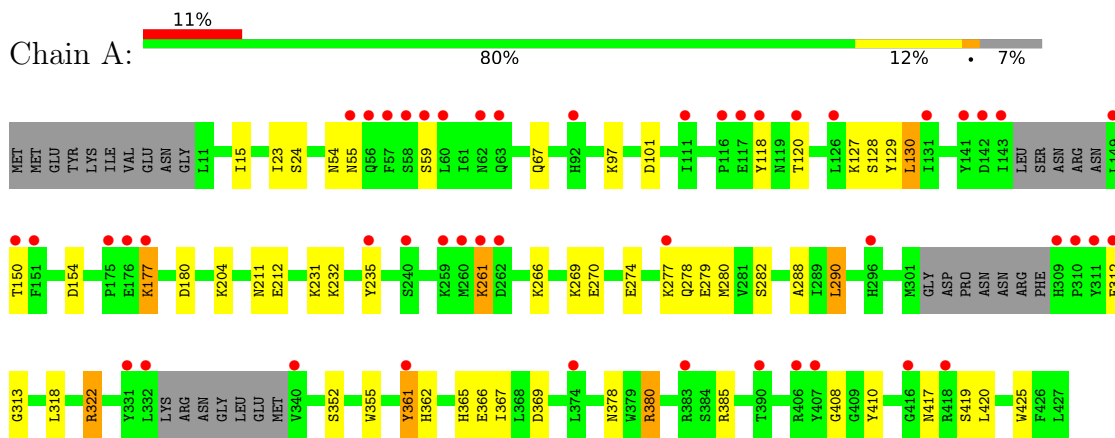 11%
Chain A:
80% 12% • 7%
MET MET GLU TYR LYS ILE VAL GLU ASN GLY L11 I15 I23 S24 N54 N55 Q56 F57 S58 S59 L60 I61 N62 Q63 Q67 H92 K97 D101 I111 P116 E117 Y118 N119 T120 L126 K127 S128 Y129 L130 I131 Y141 D142 I143 LEU SER ASN ARG ASN L149
T150 F151 D154 P175 E176 K177 D180 K204 N211 E212 K231 K232 Y235 S240 K259 M260 K261 D262 K266 K269 E270 E274 K277 Q278 E279 M280 V281 S282 A288 I289 L290 H296 M301 GLY ASP PRO ASN ASN ARG PHE H309 P310 Y311 E312
G313 L318 R322 Y331 L332 LYS ARG ASN GLY LEU GLU MET V340 S352 W355 Y361 H362 H365 E366 I367 L368 D369 L374 N378 W379 R380 R383 S384 R385 T390 R406 Y407 G408 G409 Y410 G416 N417 R418 S419 L420 W425 F426 L427